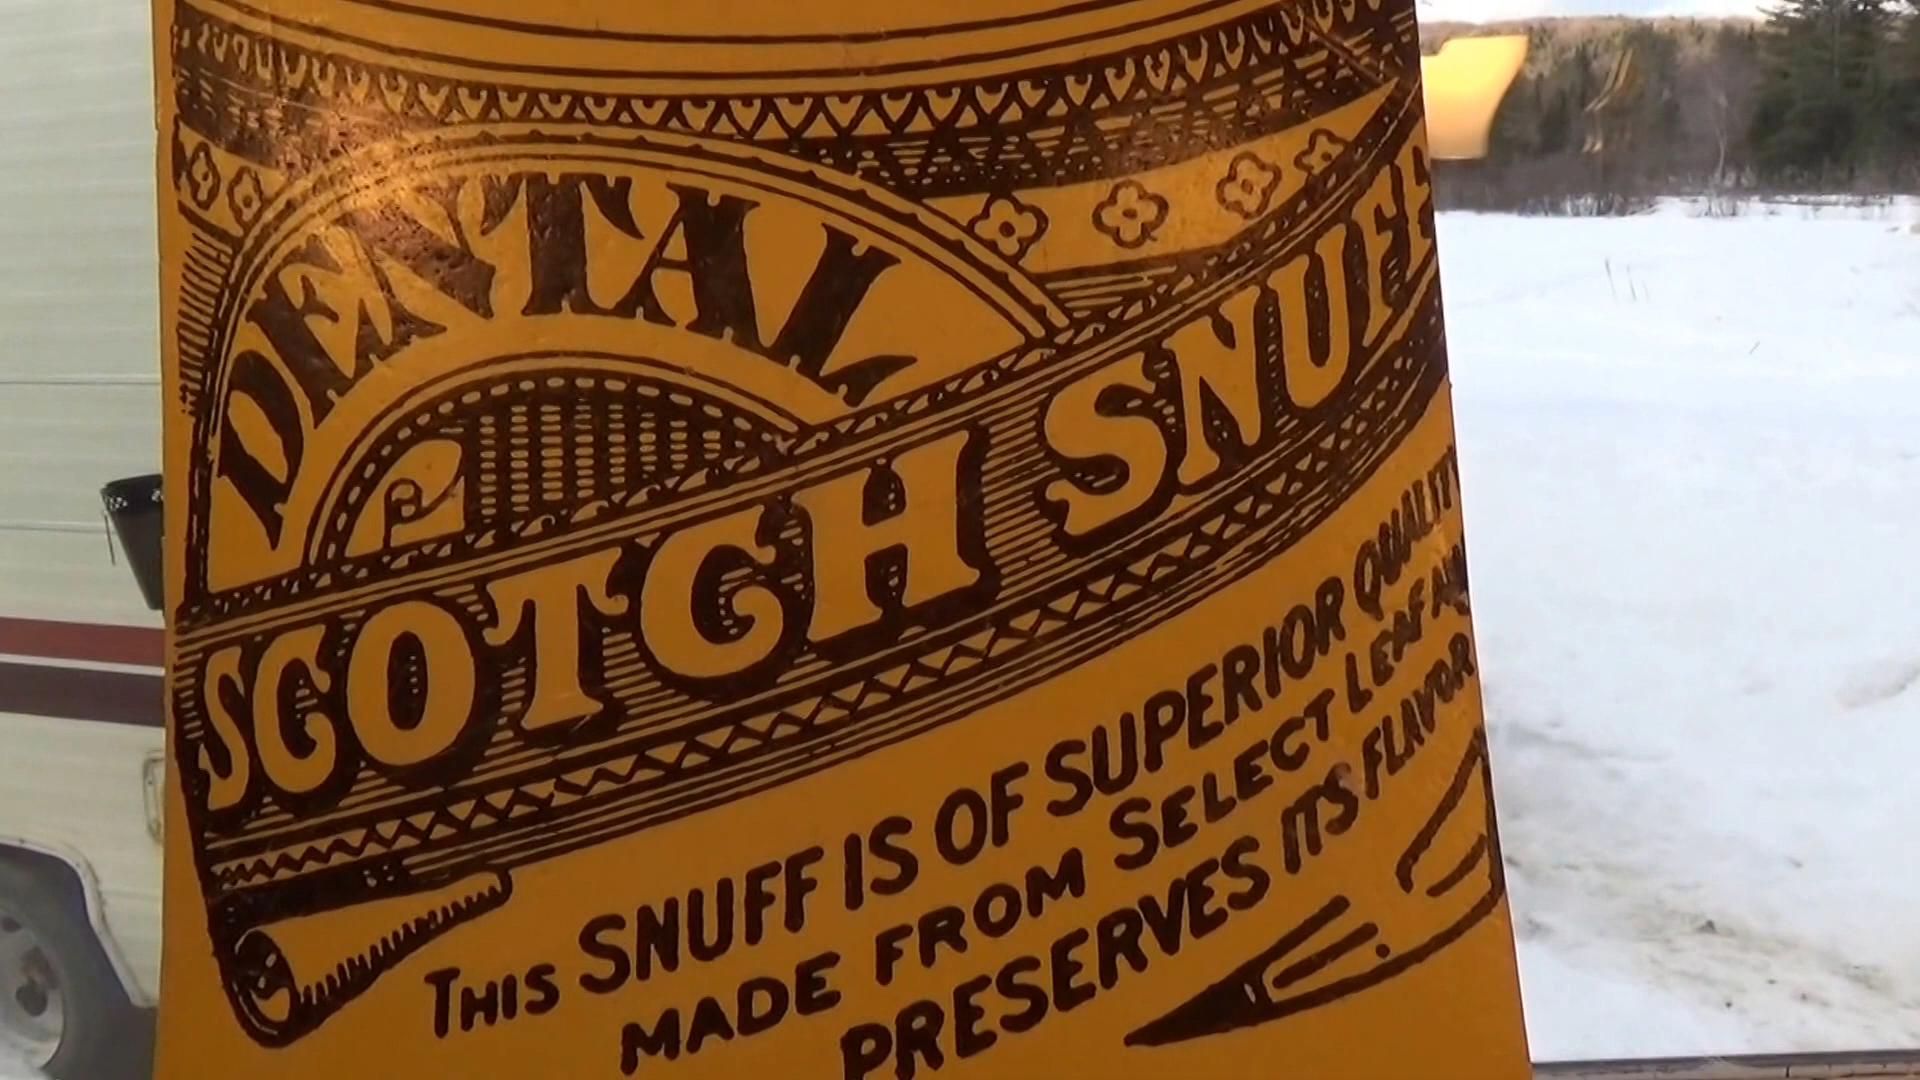 DENTAL
SCOTCH SNUFF
THIS SNUFF IS OF SUPERIOR QUALITY
MADE FROM SELECT LEAF
PRESERVES ITS FLAVOR